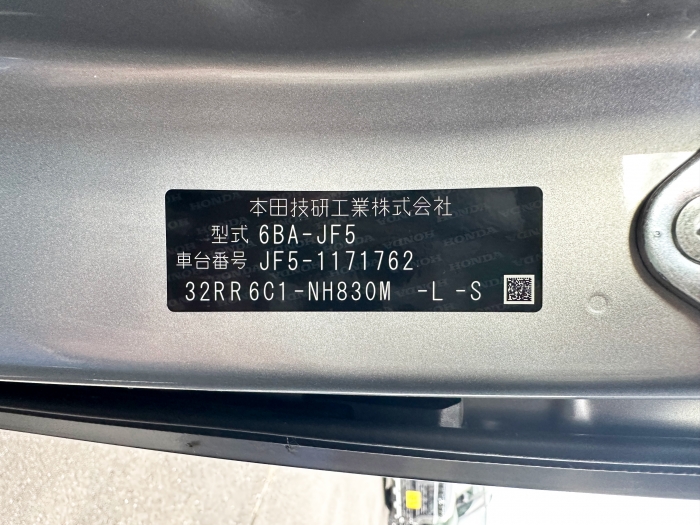 本田技研工業株式会社
型式 6BA-JF5
車台番号 JF5-1171762
32RR6C1-NH830M -L -S